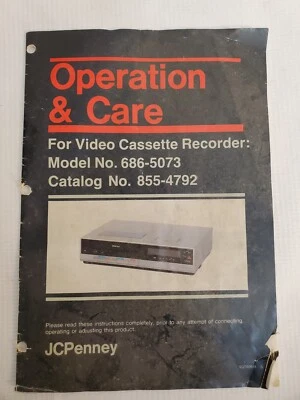 Operation
& Care
For Video Cassette Recorder:
Model No. 686-5073
Catalog No. 855-4792
Please read these instructions completely, prior to any attempt of connecting,
operating or adjusting this product.
JCPenney